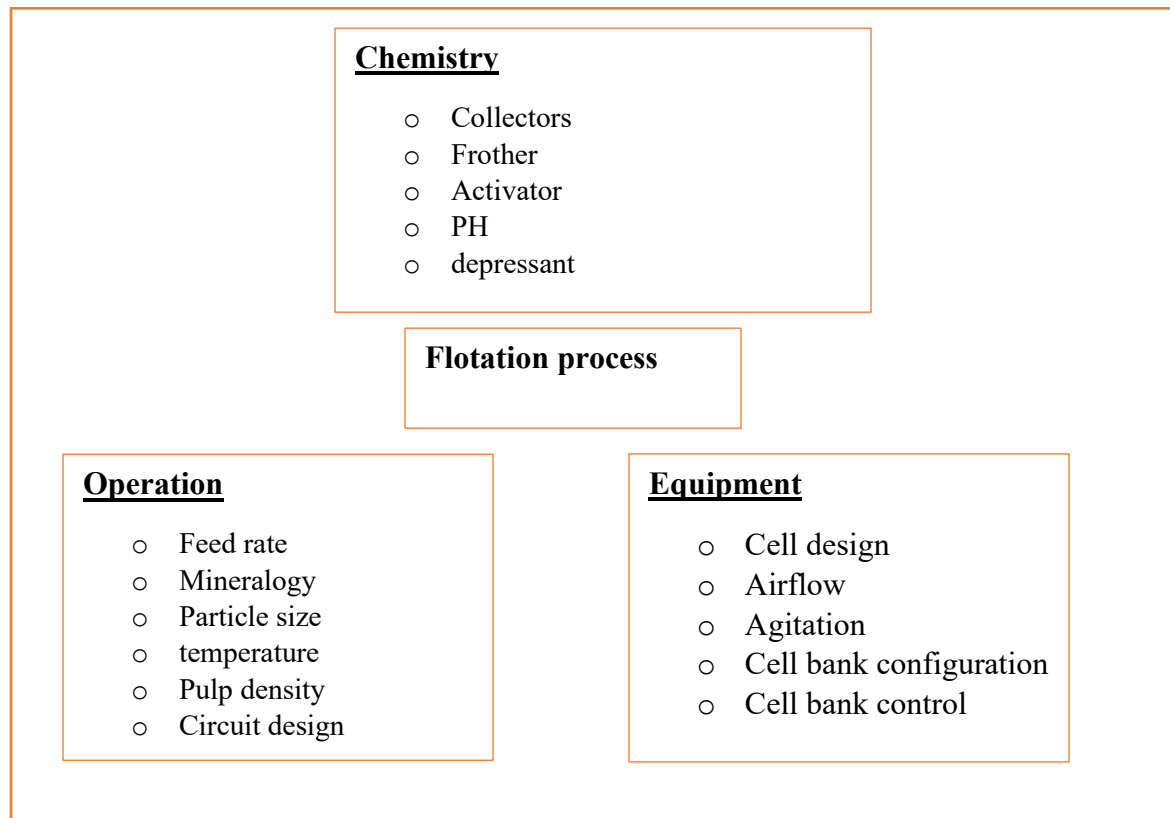 Chemistry
o Collectors
o Frother
o Activator
o PH
o depressant
Flotation process
Operation
o Feed rate
o Mineralogy
o Particle size
o temperature
o Pulp density
o Circuit design
Equipment
o Cell design
o Airflow
o Agitation
o Cell bank configuration
o Cell bank control